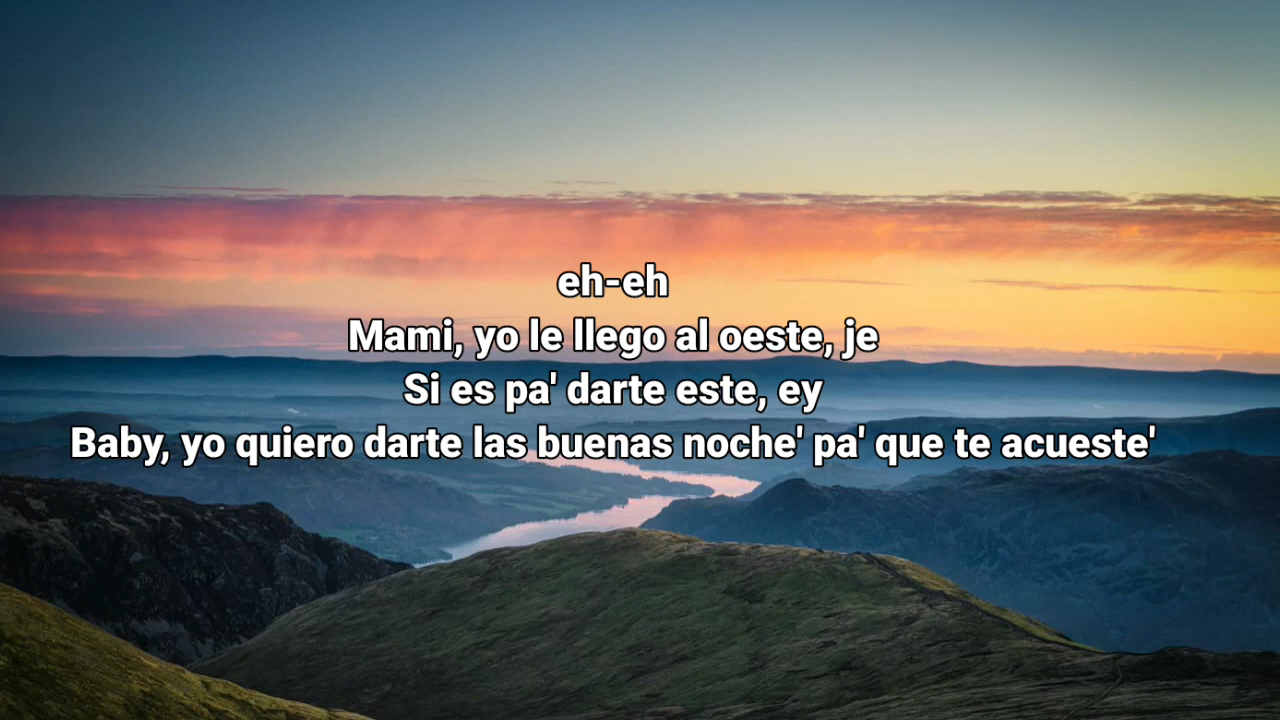 eh-eh
Mami, yo le llego al oeste, je
Si es pa' darte este, ey
Baby, yo quiero darte las buenas noche' pa' que te acueste'